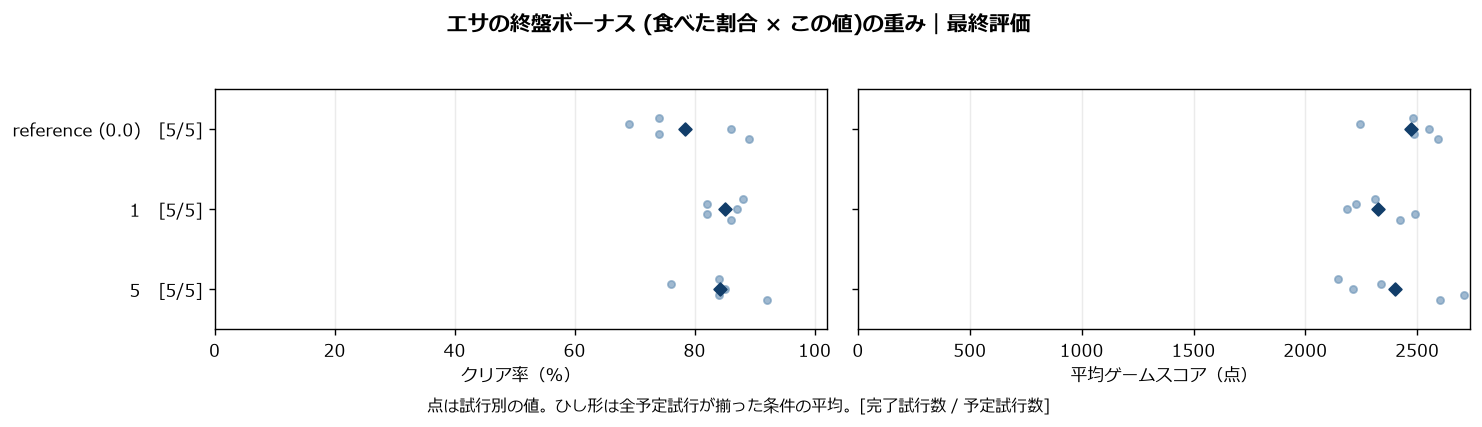 エサの終盤ボーナス (食べた割合 × この値)の重み｜最終評価
reference (0.0) [5/5]
1 [5/5]
5 [5/5]
0 20 40 60 80 100
クリア率（%）
0 500 1000 1500 2000 2500
平均ゲームスコア（点）
点は試行別の値。ひし形は全予定試行が揃った条件の平均。[完了試行数 / 予定試行数]